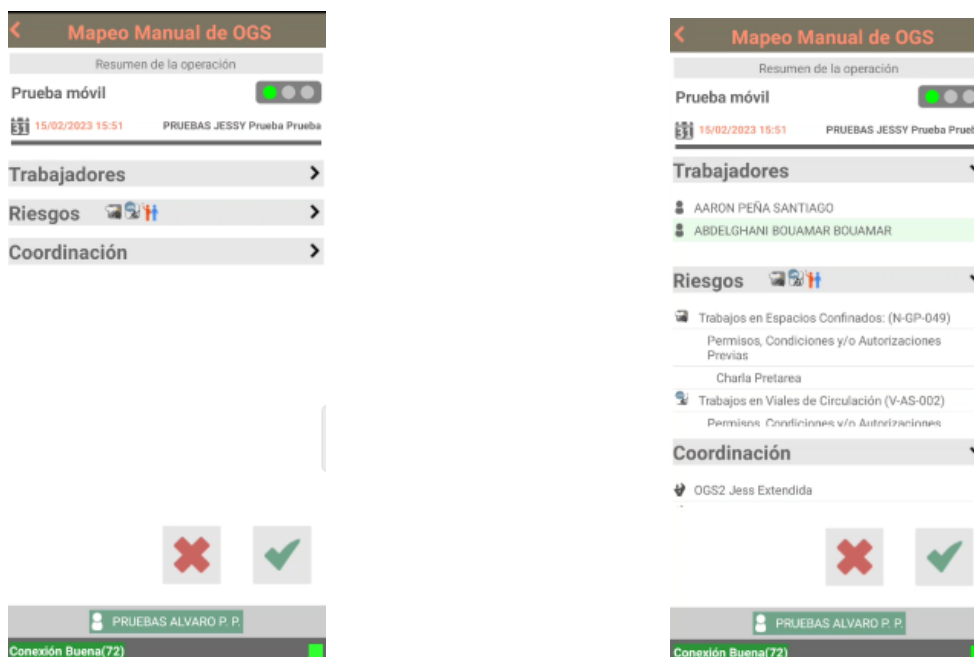 Mapeo Manual de OGS
Resumen de la operación
Prueba móvil
15/02/2023 15:51 PRUEBAS JESSY Prueba Prueba
Trabajadores
Riesgos
Coordinación
PRUEBAS ALVARO P. P.
Conexión Buena(72)
Mapeo Manual de OGS
Resumen de la operación
Prueba móvil
15/02/2023 15:51 PRUEBAS JESSY Prueba Prueb
Trabajadores
AARON PEÑA SANTIAGO
ABDELGHANI BOUAMAR BOUAMAR
Riesgos
Trabajos en Espacios Confinados: (N-GP-049)
Permisos, Condiciones y/o Autorizaciones
Previas
Charla Pretarea
Trabajos en Viales de Circulación (V-AS-002)
Permisos, Condiciones y/o Autorizaciones
Coordinación
OGS2 Jess Extendida
PRUEBAS ALVARO P. P.
Conexión Buena(72)